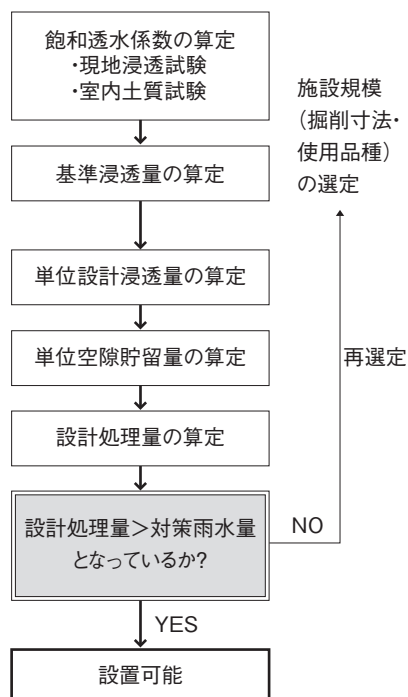 飽和透水係数の算定
・現地浸透試験
・室内土質試験
基準浸透量の算定
単位設計浸透量の算定
単位空隙貯留量の算定
設計処理量の算定
設計処理量＞対策雨水量
となっているか?
NO
再選定
施設規模
（掘削寸法・
使用品種）
の選定
YES
設置可能